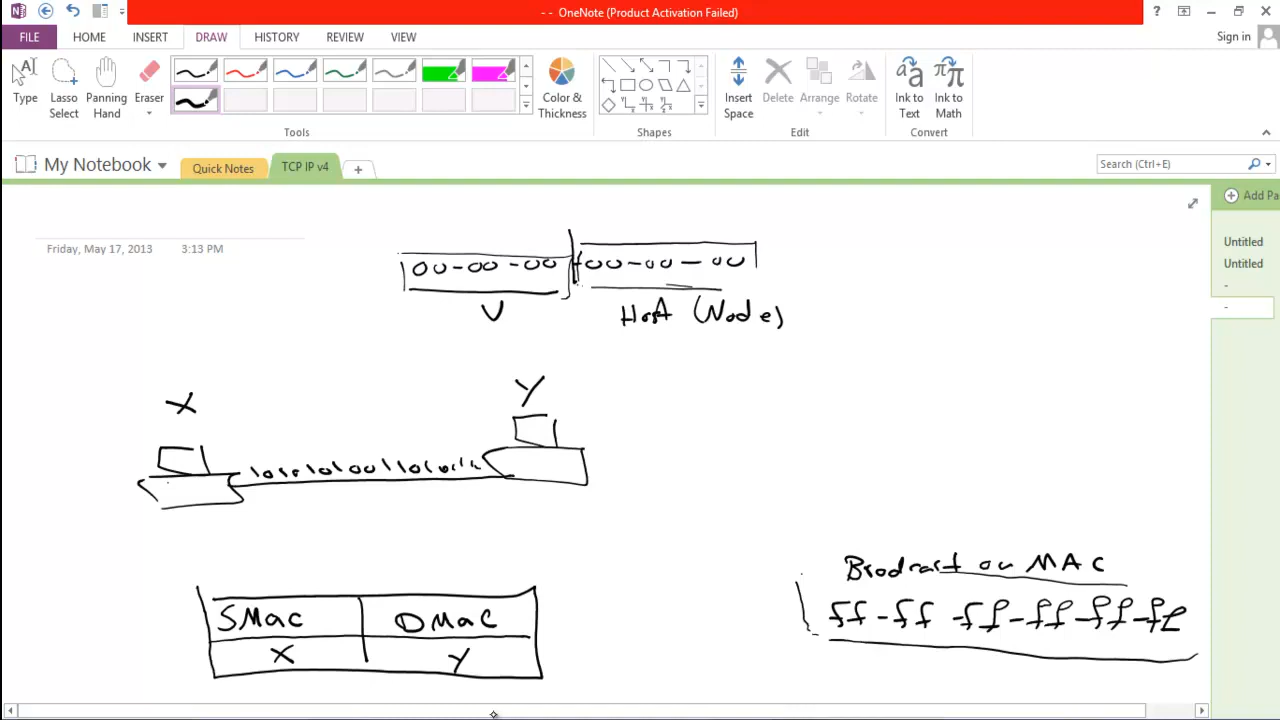 - - OneNote (Product Activation Failed)
?
FILE HOME INSERT DRAW HISTORY REVIEW VIEW
Sign in
Type
Lasso Select
Panning Hand
Eraser
Color & Thickness
Insert Space
Delete
Arrange
Rotate
Ink to Text
Ink to Math
Tools
Shapes
Edit
Convert
My Notebook
Quick Notes
TCP IP v4
Search (Ctrl+E)
Add Pa
Untitled
Untitled
-
-
Friday, May 17, 2013 3:13 PM
00-00-00-00-00-00
V Host (Node)
X Y
Brodcast on MAC
ff-ff-ff-ff-ff-ff
SMac DMac
X Y